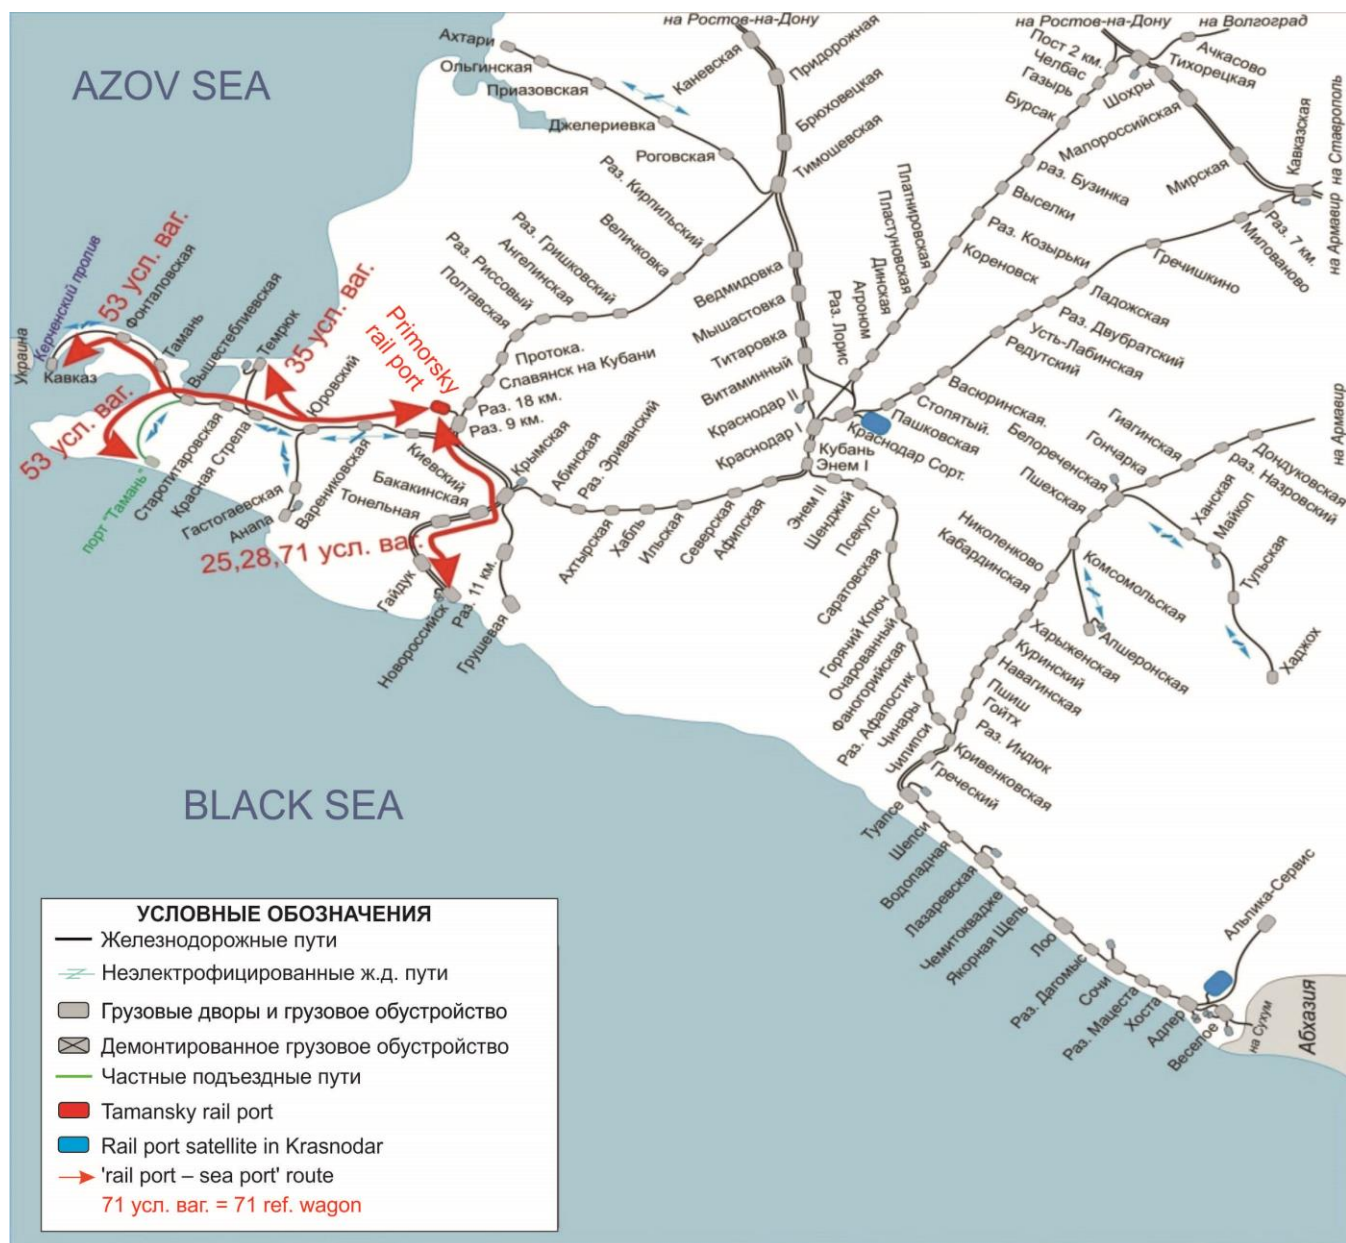 AZOV SEA
BLACK SEA
на Ростов-на-Дону
на Ростов-на-Дону
на Волгоград
Ахтари
Ольгинская
Приазовская
Джелериевка
Роговская
Каневская
Придорожная
Брюховецкая
Тимошевская
Пост 2 км.
Челбас
Газырь
Бурсак
Ачкасово
Тихорецкая
Шохры
Малороссийская
Мирская
Кавказская
на Ставрополь
на Армавир
Раз. 7 км.
Милованово
Гречишкино
раз. Бузинка
Выселки
Раз. Козырьки
Кореновск
Платнировская
Пластуновская
Динская
Агроном
Раз. Лорис
Ладожская
Раз. Двубратский
Усть-Лабинская
Редутский
Васюринская.
Стопятый.
Пашковская
Краснодар Сорт.
Раз. Кирпильский
Величковка
Раз. Гришковский
Ангелинская
Раз. Рисовый
Полтавская
Протока.
Славянск на Кубани
Раз. 18 км.
Раз. 9 км.
Ведмидовка
Мышастовка
Титаровка
Витаминный
Краснодар II
Краснодар I
Кубань
Энем I
Энем II
Шенджий
Псекупс
Саратовская
Горячий Ключ
Очарованный
Фаногорийская
Раз. Афапостик
Чинары
Чилипси
Украина
Керченский пролив
Кавказ
53 усл. ваг.
Фонталовская
Тамань
Вышестеблиевская
Темрюк
35 усл. ваг.
Юровский
Primorsky
rail port
53 усл. ваг.
порт "Тамань"
Старотитаровская
Красная Стрела
Гастогаевская
Анапа
Варениковская
Киевский
Бакакинская
Тонельная
25,28,71 усл. ваг.
Гайдук
Новороссийск
Раз. 11 км.
Грушевая
Крымская
Абинская
Раз. Эриванский
Ахтырская
Хабль
Ильская
Северская
Афипская
на Армавир
Дондуковская
раз. Назровский
Гиагинская
Гончарка
Белореченская
Пшехская
Ханская
Майкоп
Тульская
Хаджох
Комсомольская
Апшеронская
Николенково
Кабардинская
Харыженская
Куринский
Навагинская
Пшиш
Гойтх
Раз. Индюк
Кривенковская
Греческий
Туапсе
Шепси
Водопадная
Лазаревская
Чемитоквадже
Якорная Щель
Лоо
Раз. Дагомыс
Сочи
Раз. Мацеста
Хоста
Адлер
Веселое
Альпика-Сервис
на Сухум
Абхазия
УСЛОВНЫЕ ОБОЗНАЧЕНИЯ
Железнодорожные пути
Неэлектрофицированные ж.д. пути
Грузовые дворы и грузовое обустройство
Демонтированное грузовое обустройство
Частные подъездные пути
Tamansky rail port
Rail port satellite in Krasnodar
'rail port – sea port' route
71 усл. ваг. = 71 ref. wagon